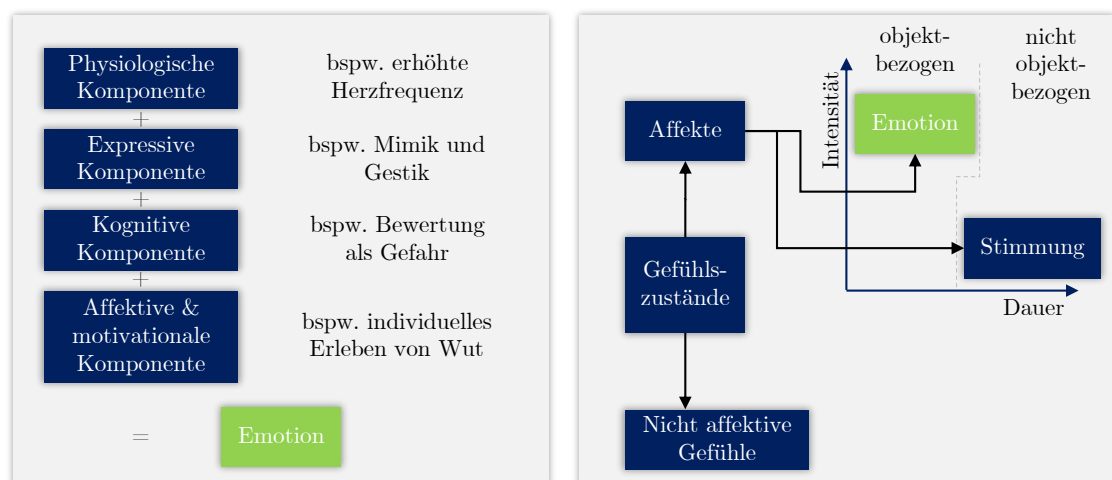 Physiologische
Komponente
bspw. erhöhte
Herzfrequenz
+
Expressive
Komponente
bspw. Mimik und
Gestik
+
Kognitive
Komponente
bspw. Bewertung
als Gefahr
+
Affektive &
motivationale
Komponente
bspw. individuelles
Erleben von Wut
=
Emotion
objekt-
bezogen
nicht
objekt-
bezogen
Intensität
Affekte
Emotion
Gefühls-
zustände
Stimmung
Dauer
Nicht affektive
Gefühle